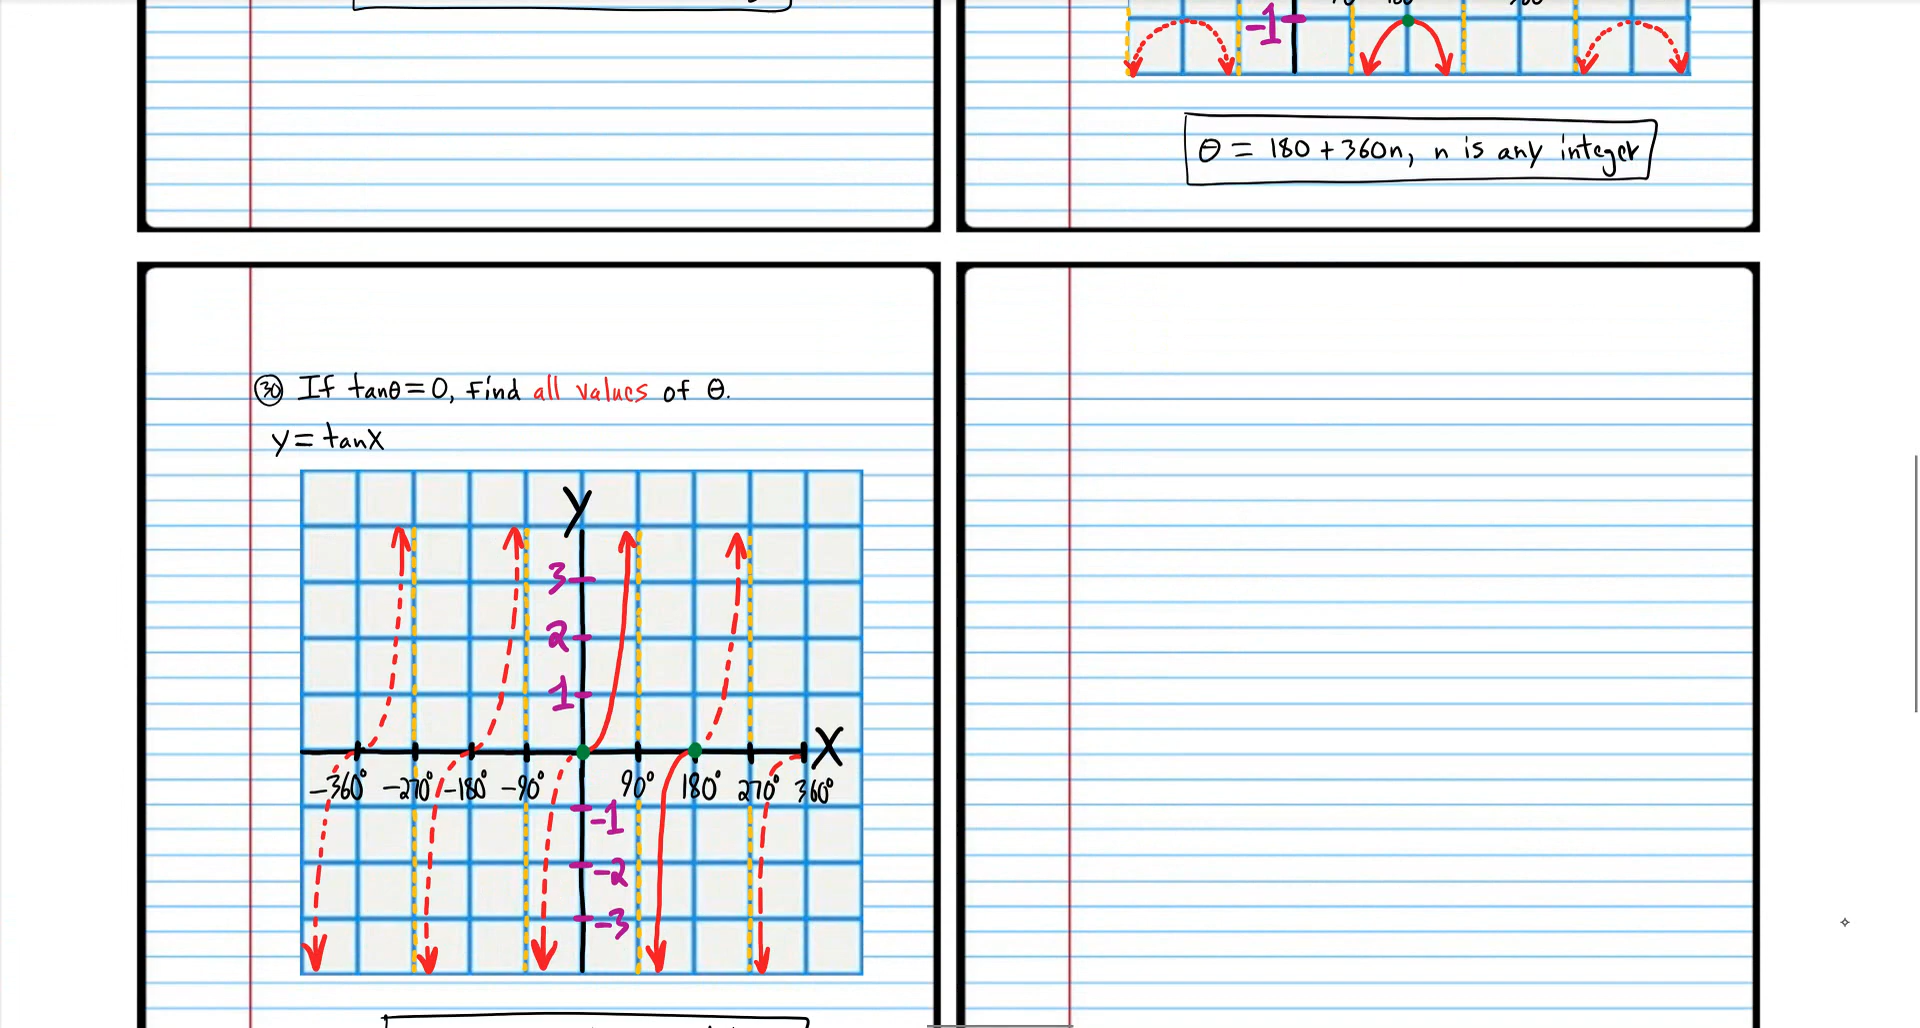 -1
θ = 180 + 360n, n is any integer
30 If tanθ = 0, find all values of θ.
y = tanX
y
3
2
1
X
-360° -270° -180° -90° 90° 180° 270° 360°
-1
-2
-3